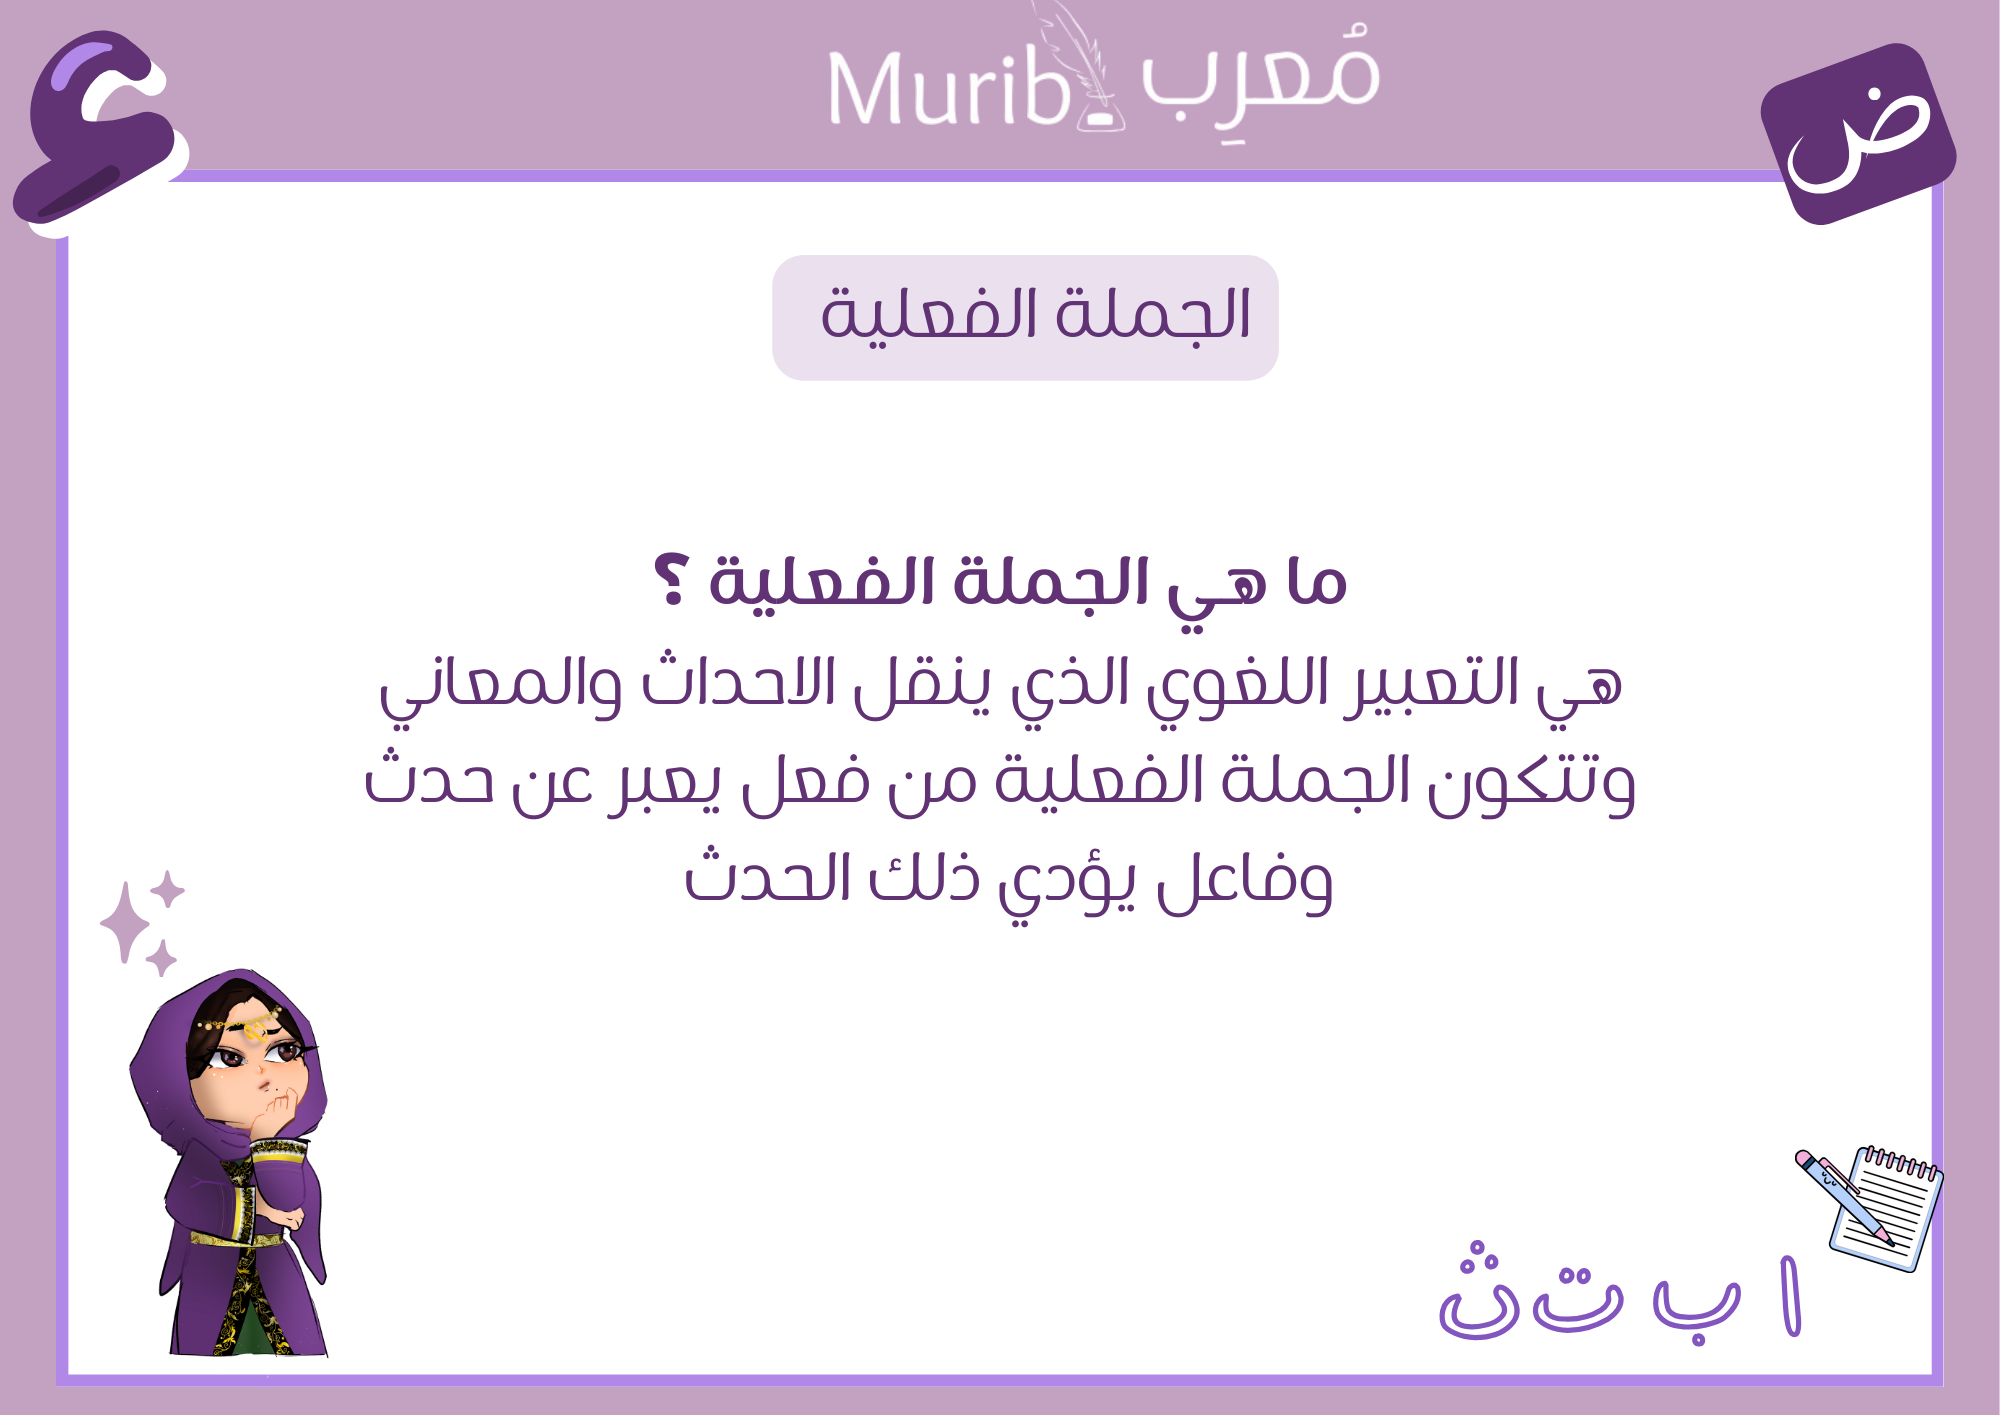 Murib مُعرِب
ض
ء
الجملة الفعلية
ما هي الجملة الفعلية ؟
هي التعبير اللغوي الذي ينقل الاحداث والمعاني
وتتكون الجملة الفعلية من فعل يعبر عن حدث
وفاعل يؤدي ذلك الحدث
ا ب ت ث